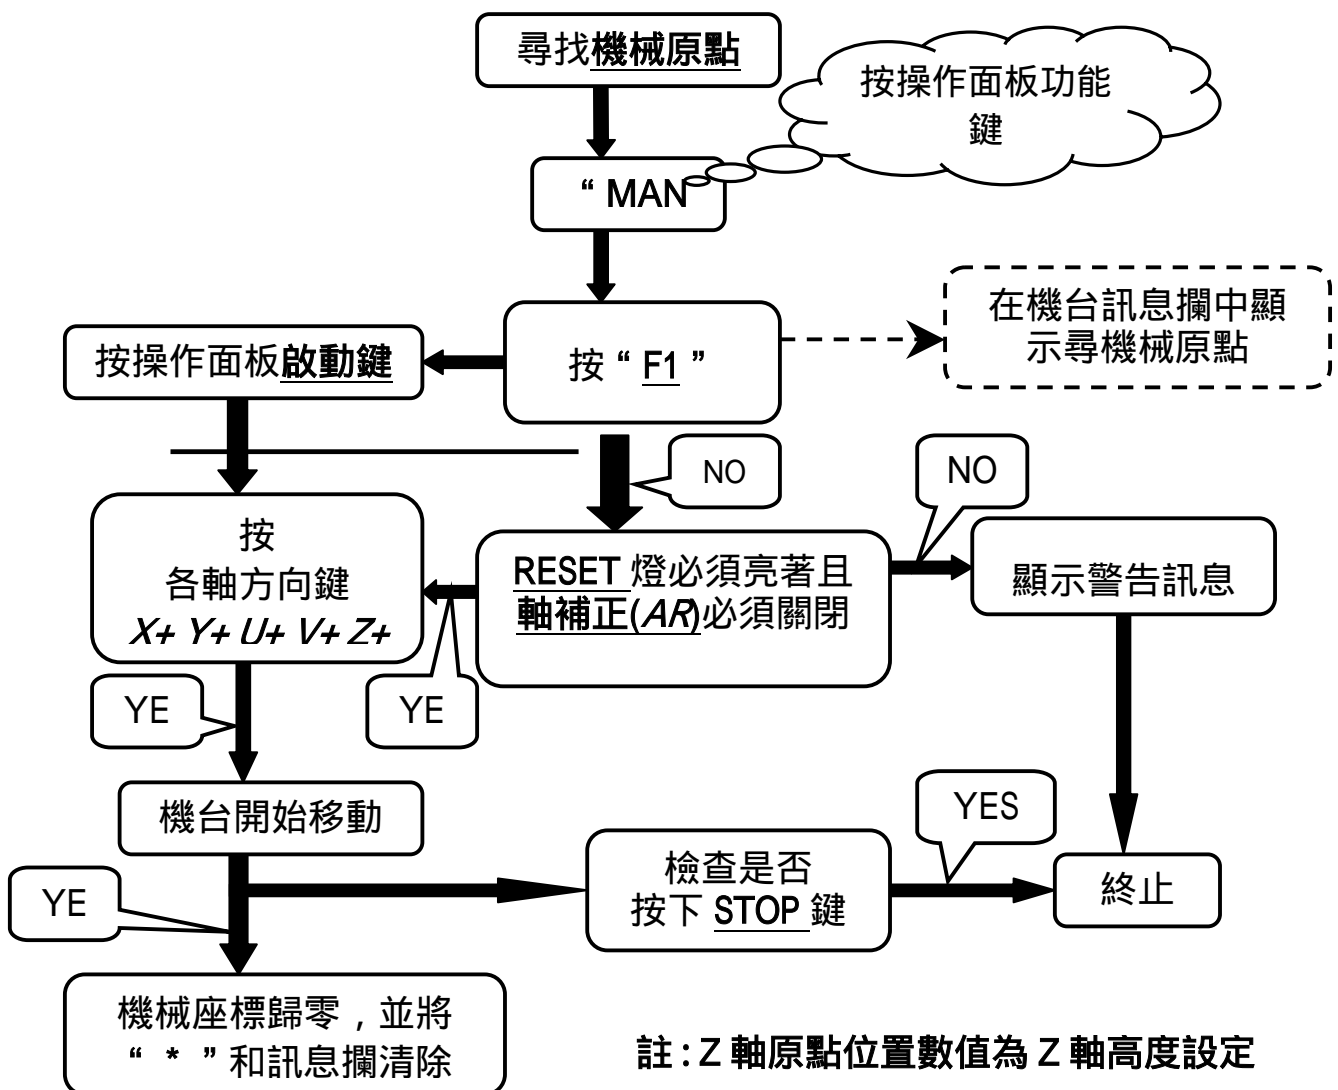 尋找機械原點
按操作面板功能
鍵
“ MAN
在機台訊息攔中顯
示尋機械原點
按操作面板啟動鍵
按“ F1 ”
NO
NO
按
各軸方向鍵
X+ Y+ U+ V+ Z+
RESET 燈必須亮著且
軸補正(AR)必須關閉
顯示警告訊息
YE
YE
機台開始移動
YES
YE
檢查是否
按下 STOP 鍵
終止
機械座標歸零，並將
“ * ”和訊息攔清除
註:Z 軸原點位置數值為 Z 軸高度設定